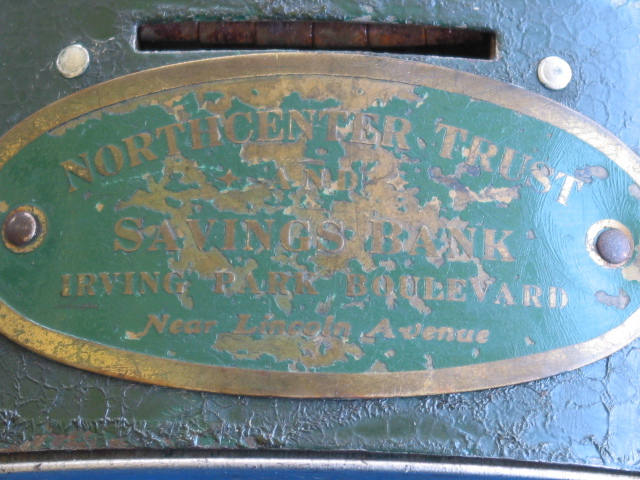 NORTHCENTER TRUST
AND
SAVINGS BANK
IRVING PARK BOULEVARD
Near Lincoln Avenue